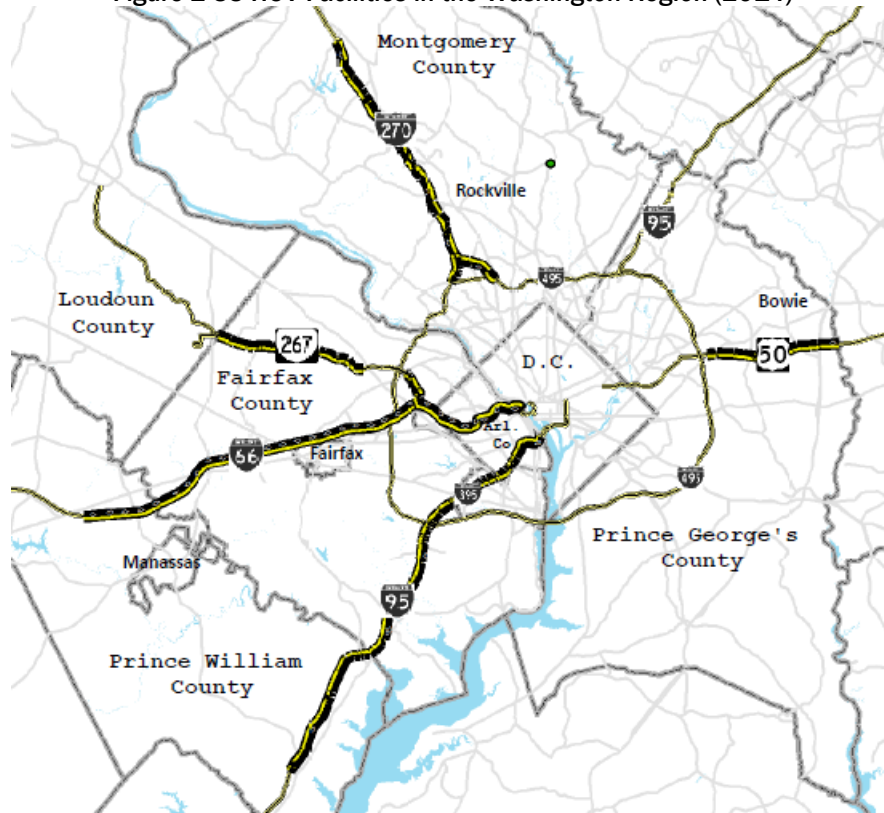 Montgomery
County
270
Rockville
95
495
Loudoun
County
Bowie
267
50
D.C.
Fairfax
County
Arl.
Co
66
Fairfax
395
495
Prince George's
County
Manassas
95
Prince William
County